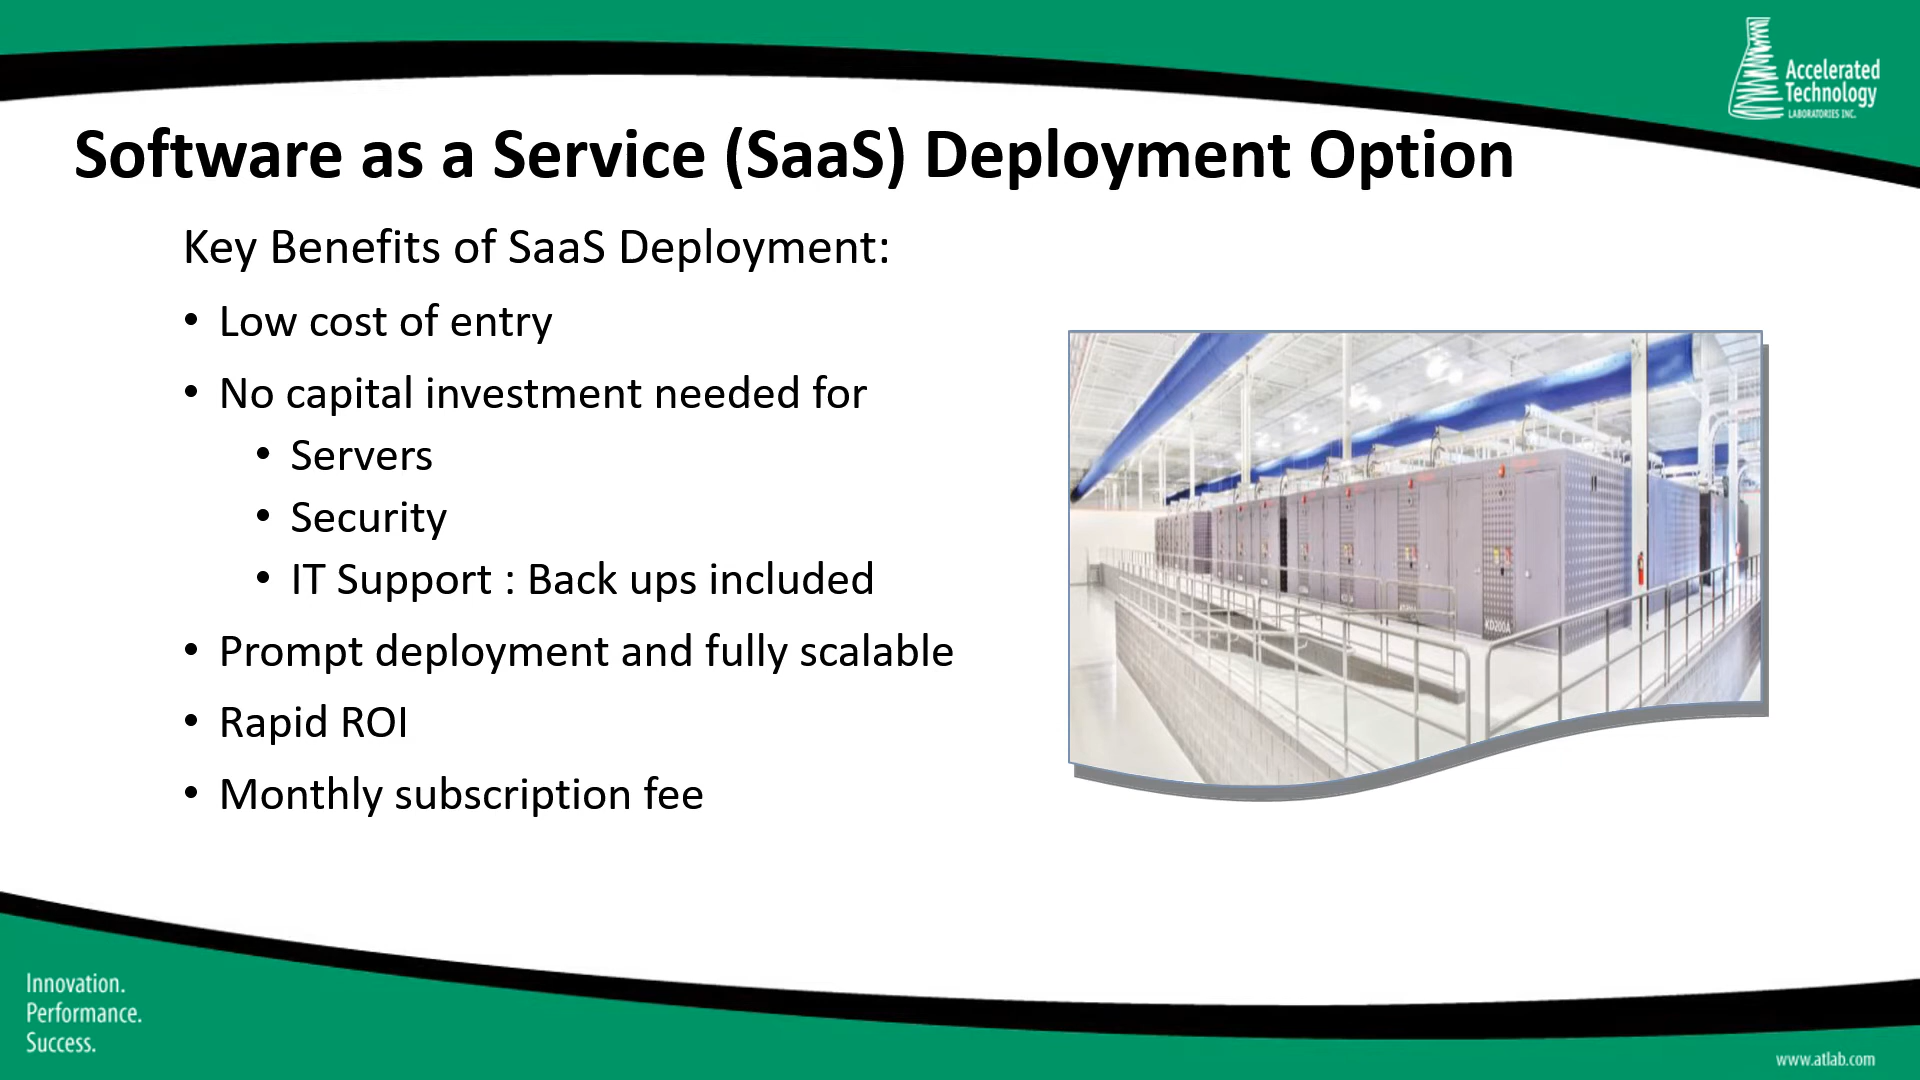 Accelerated
Technology
LABORATORIES INC.
Software as a Service (SaaS) Deployment Option
Key Benefits of SaaS Deployment:
• Low cost of entry
• No capital investment needed for
• Servers
• Security
• IT Support : Back ups included
• Prompt deployment and fully scalable
• Rapid ROI
• Monthly subscription fee
KD200A
Innovation.
Performance.
Success.
www.atlab.com